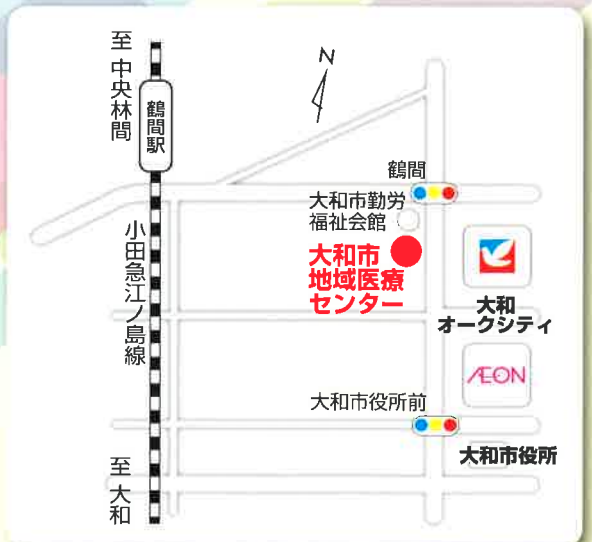 至 中央林間
鶴間駅
N
鶴間
大和市勤労
福祉会館
大和市
地域医療
センター
小田急江ノ島線
大和
オークシティ
ÆON
大和市役所前
大和市役所
至 大和